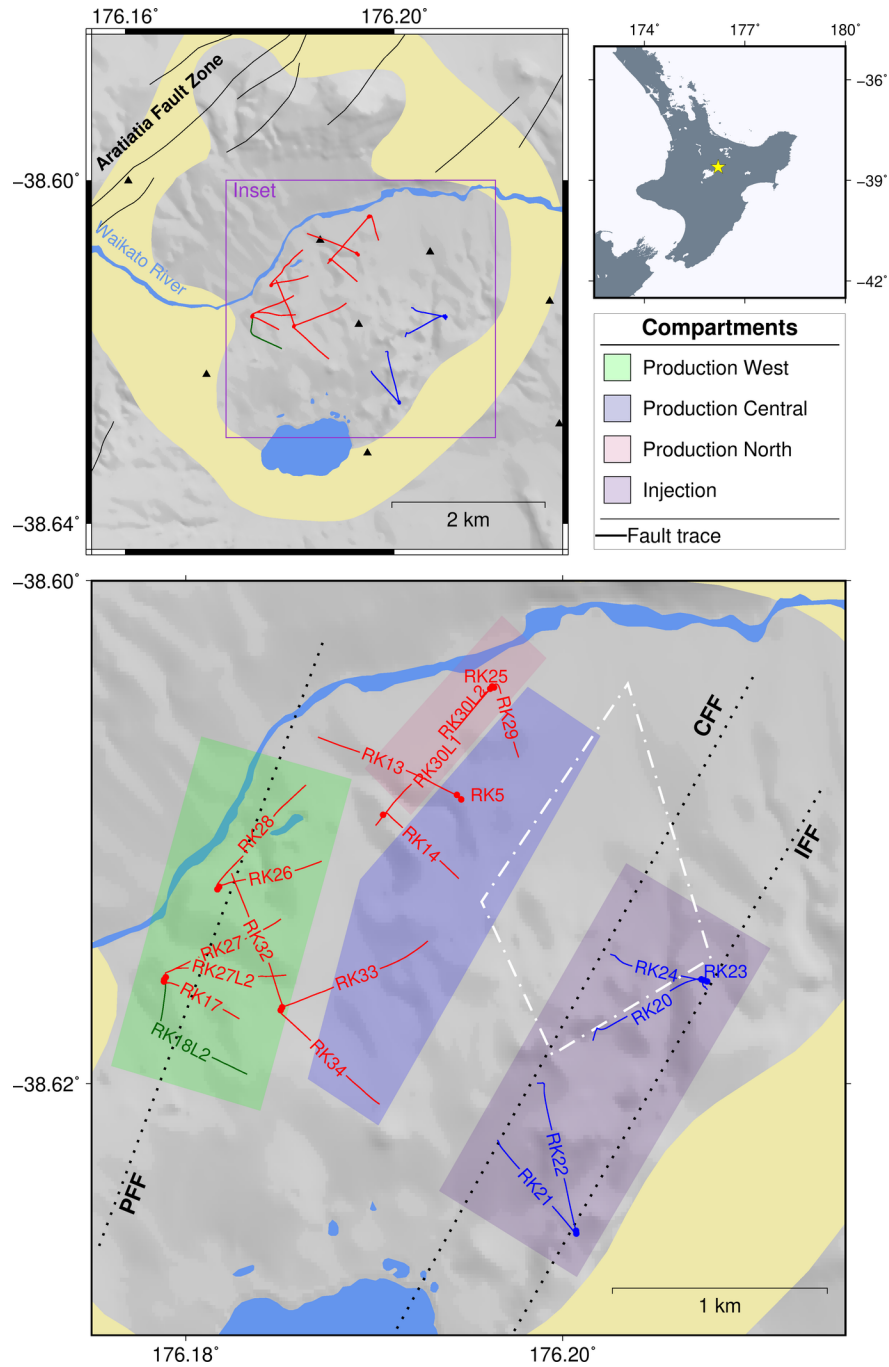 176.16˚
176.20˚
174˚
177˚
180˚
−36˚
−39˚
−42˚
Aratiatia Fault Zone
−38.60˚
Inset
Waikato River
2 km
−38.64˚
Compartments
Production West
Production Central
Production North
Injection
Fault trace
−38.60˚
RK25
RK30L2
RK29
CFF
RK13
RK30L1
RK5
IFF
RK28
RK14
RK26
RK27
RK32
RK27L2
RK33
RK24
RK23
RK17
RK20
RK18L2
RK34
−38.62˚
RK22
RK21
PFF
1 km
176.18˚
176.20˚